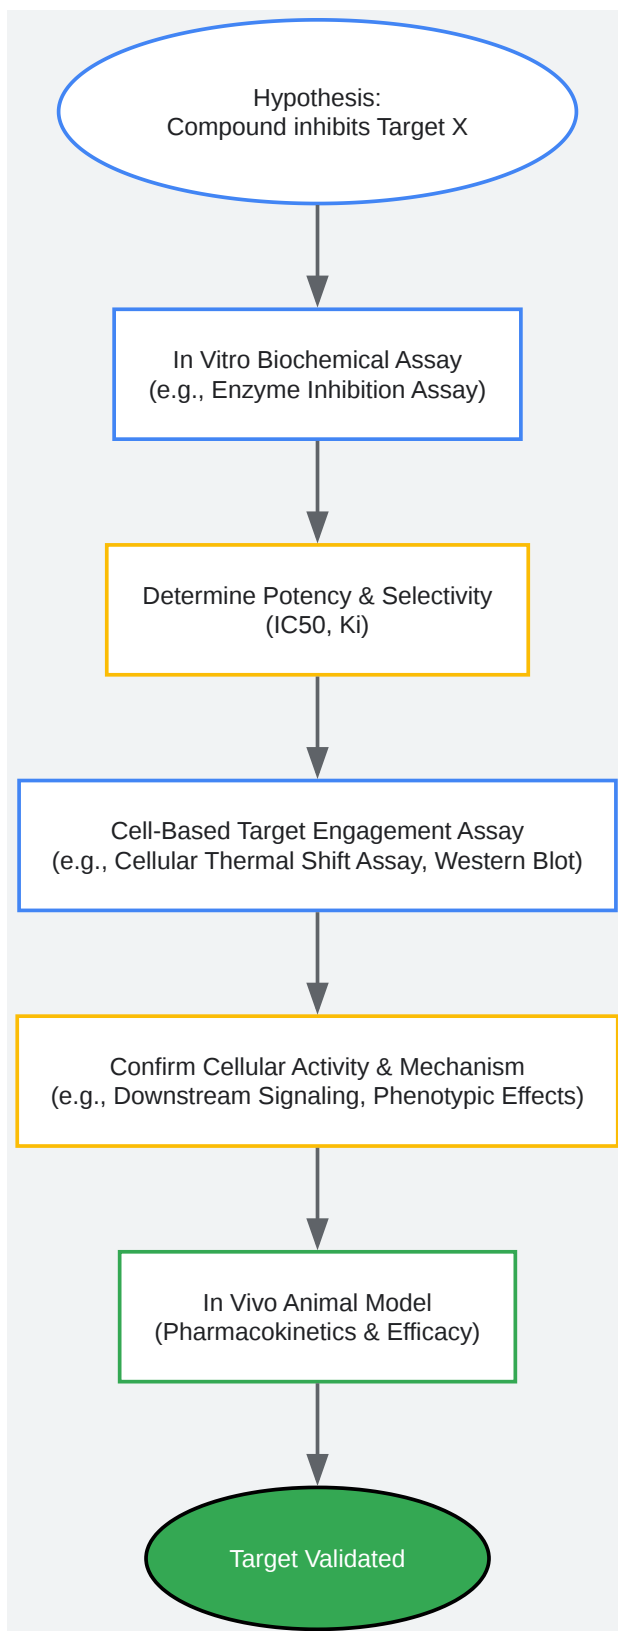 Hypothesis:
Compound inhibits Target X
In Vitro Biochemical Assay
(e.g., Enzyme Inhibition Assay)
Determine Potency & Selectivity
(IC50, Ki)
Cell-Based Target Engagement Assay
(e.g., Cellular Thermal Shift Assay, Western Blot)
Confirm Cellular Activity & Mechanism
(e.g., Downstream Signaling, Phenotypic Effects)
In Vivo Animal Model
(Pharmacokinetics & Efficacy)
Target Validated